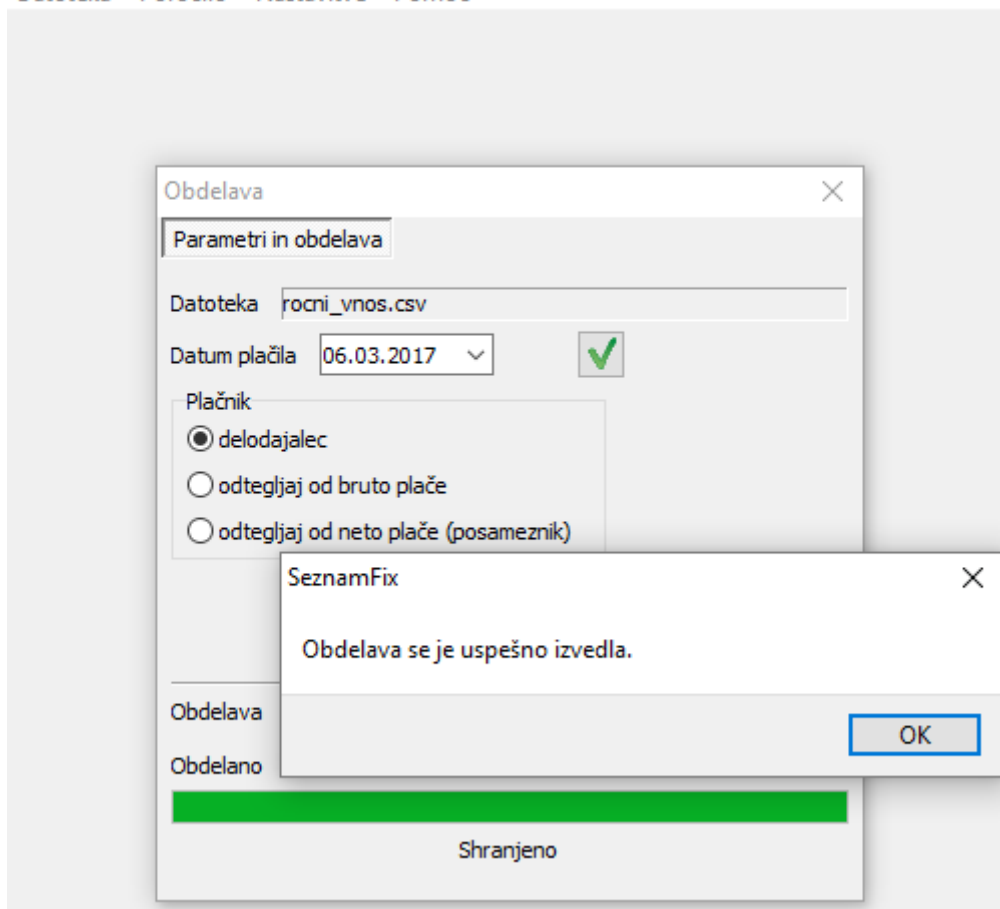 Obdelava
Parametri in obdelava
Datoteka rocni_vnos.csv
Datum plačila 06.03.2017
Plačnik
delodajalec
odtegljaj od bruto plače
odtegljaj od neto plače (posameznik)
SeznamFix
Obdelava se je uspešno izvedla.
OK
Obdelava
Obdelano
Shranjeno